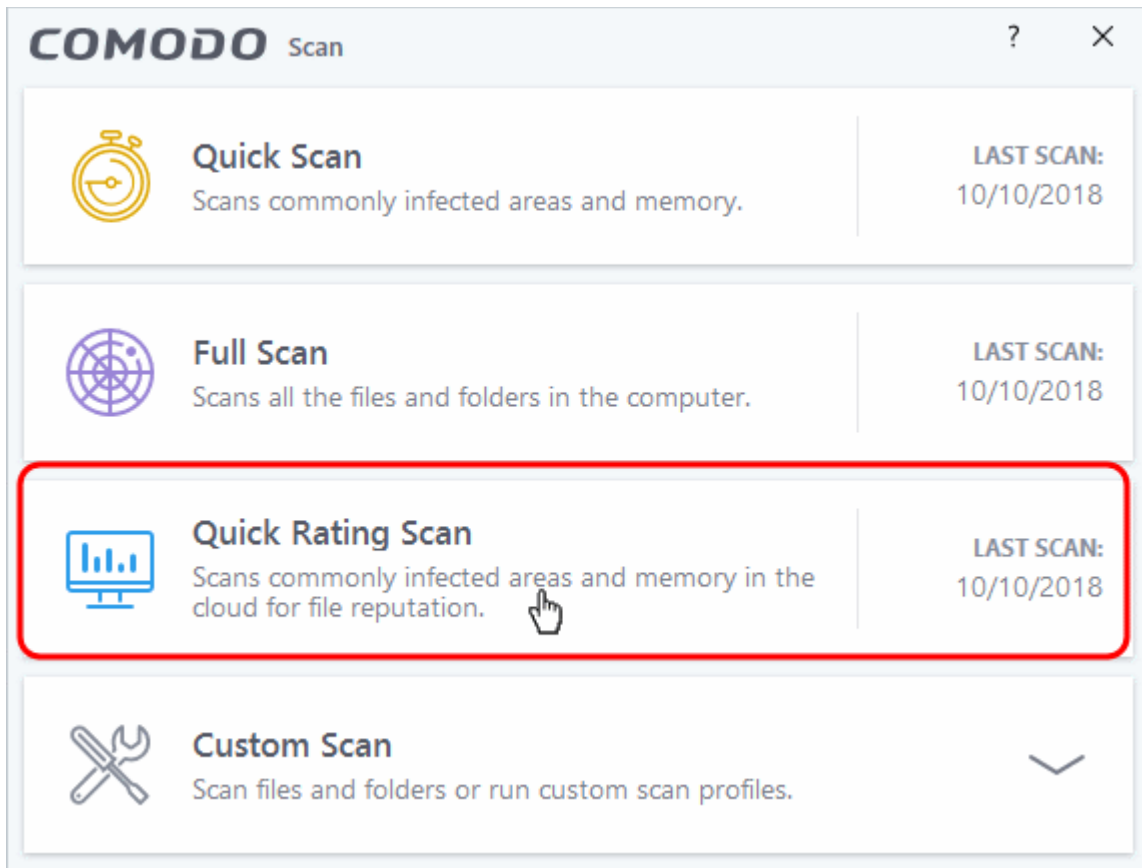 COMODO Scan ?
Quick Scan
Scans commonly infected areas and memory.
LAST SCAN:
10/10/2018
Full Scan
Scans all the files and folders in the computer.
LAST SCAN:
10/10/2018
Quick Rating Scan
Scans commonly infected areas and memory in the
cloud for file reputation.
LAST SCAN:
10/10/2018
Custom Scan
Scan files and folders or run custom scan profiles.